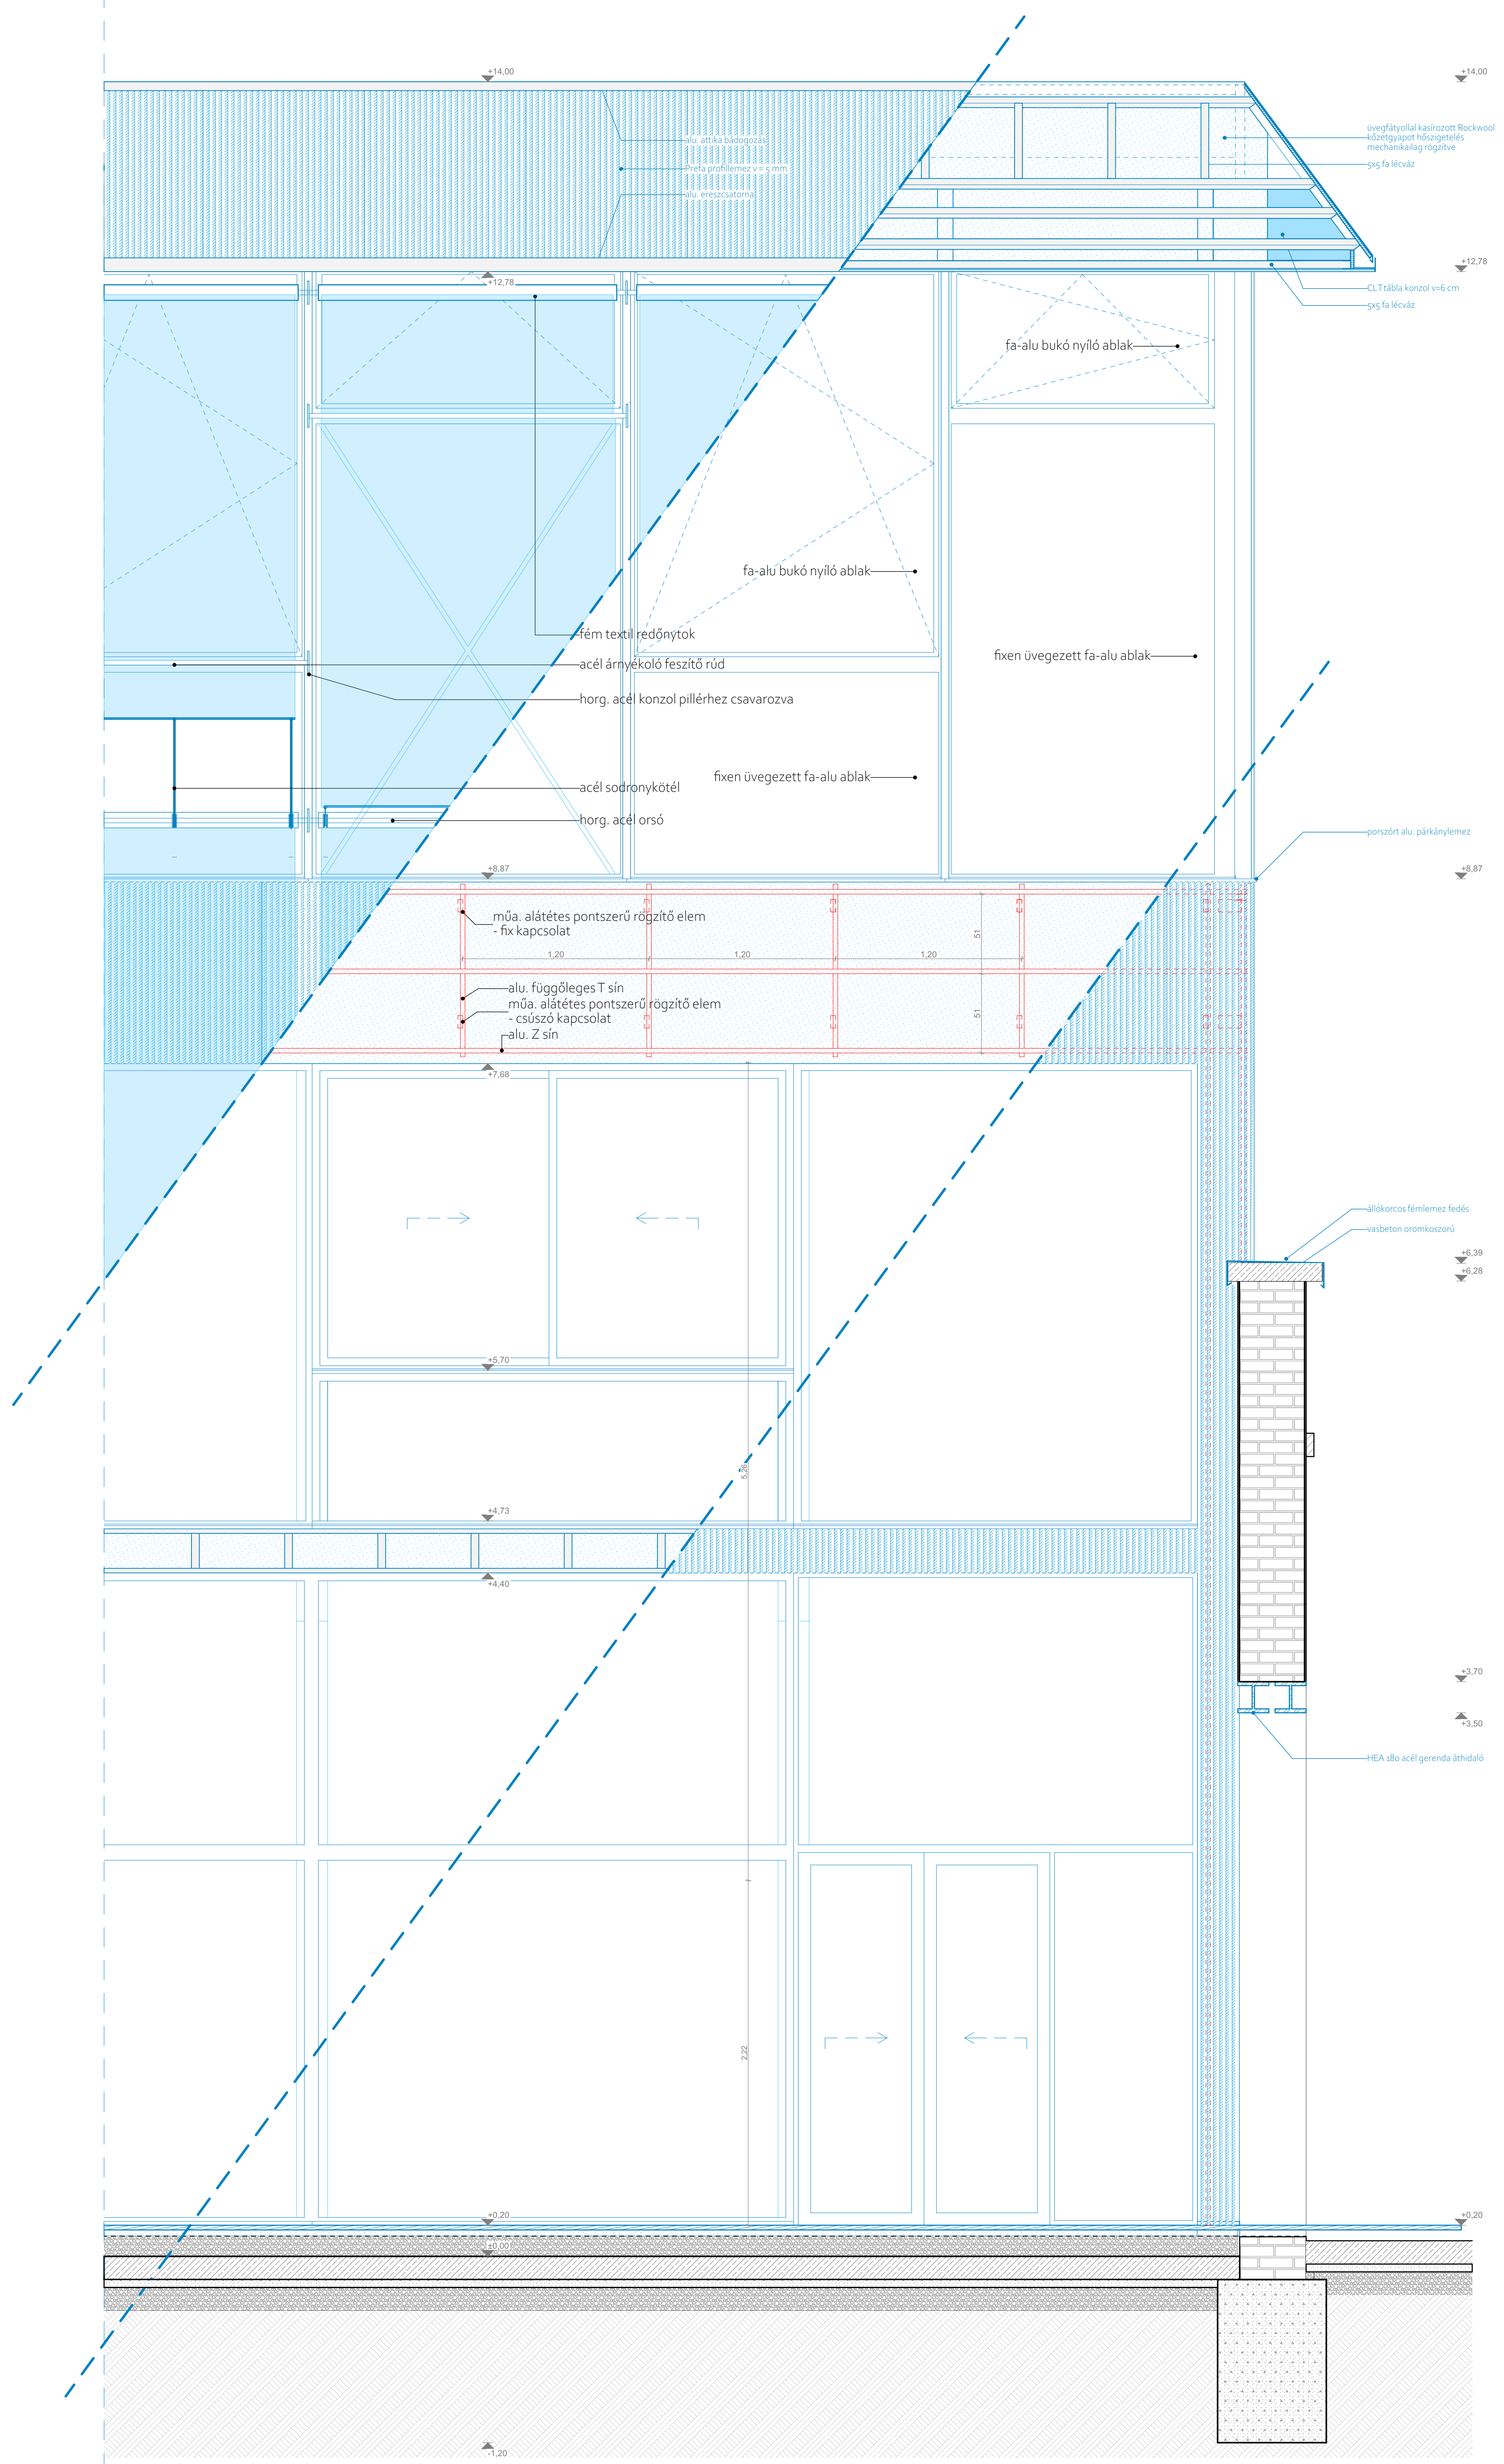 +14,00
+14,00
üvegfátyollal kasírozott Rockwool
kőzetgyapot hőszigetelés
mechanikailag rögzítve
alu. attika bádogozás
5x5 fa lécváz
Prefa profillemez v = 5 mm
alu. ereszcsatorna
+12,78
+12,78
CLT tábla konzol v=6 cm
5x5 fa lécváz
fa-alu bukó nyíló ablak
fa-alu bukó nyíló ablak
fém textil redőnytok
fixen üvegezett fa-alu ablak
acél árnyékoló feszítő rúd
horg. acél konzol pillérhez csavarozva
fixen üvegezett fa-alu ablak
acél sodronykötél
horg. acél orsó
porszórt alu. párkánylemez
+8,87
+8,87
műa. alátétes pontszerű rögzítő elem
- fix kapcsolat
51
1,20
1,20
1,20
alu. függőleges T sín
műa. alátétes pontszerű rögzítő elem
- csúszó kapcsolat
51
alu. Z sín
+7,68
állókorcos fémlemez fedés
vasbeton oromkoszorú
+6,39
+6,28
+5,70
5,26
+4,73
+4,40
+3,70
+3,50
HEA 180 acél gerenda áthidaló
2,22
+0,20
+0,20
±0,00
-1,20